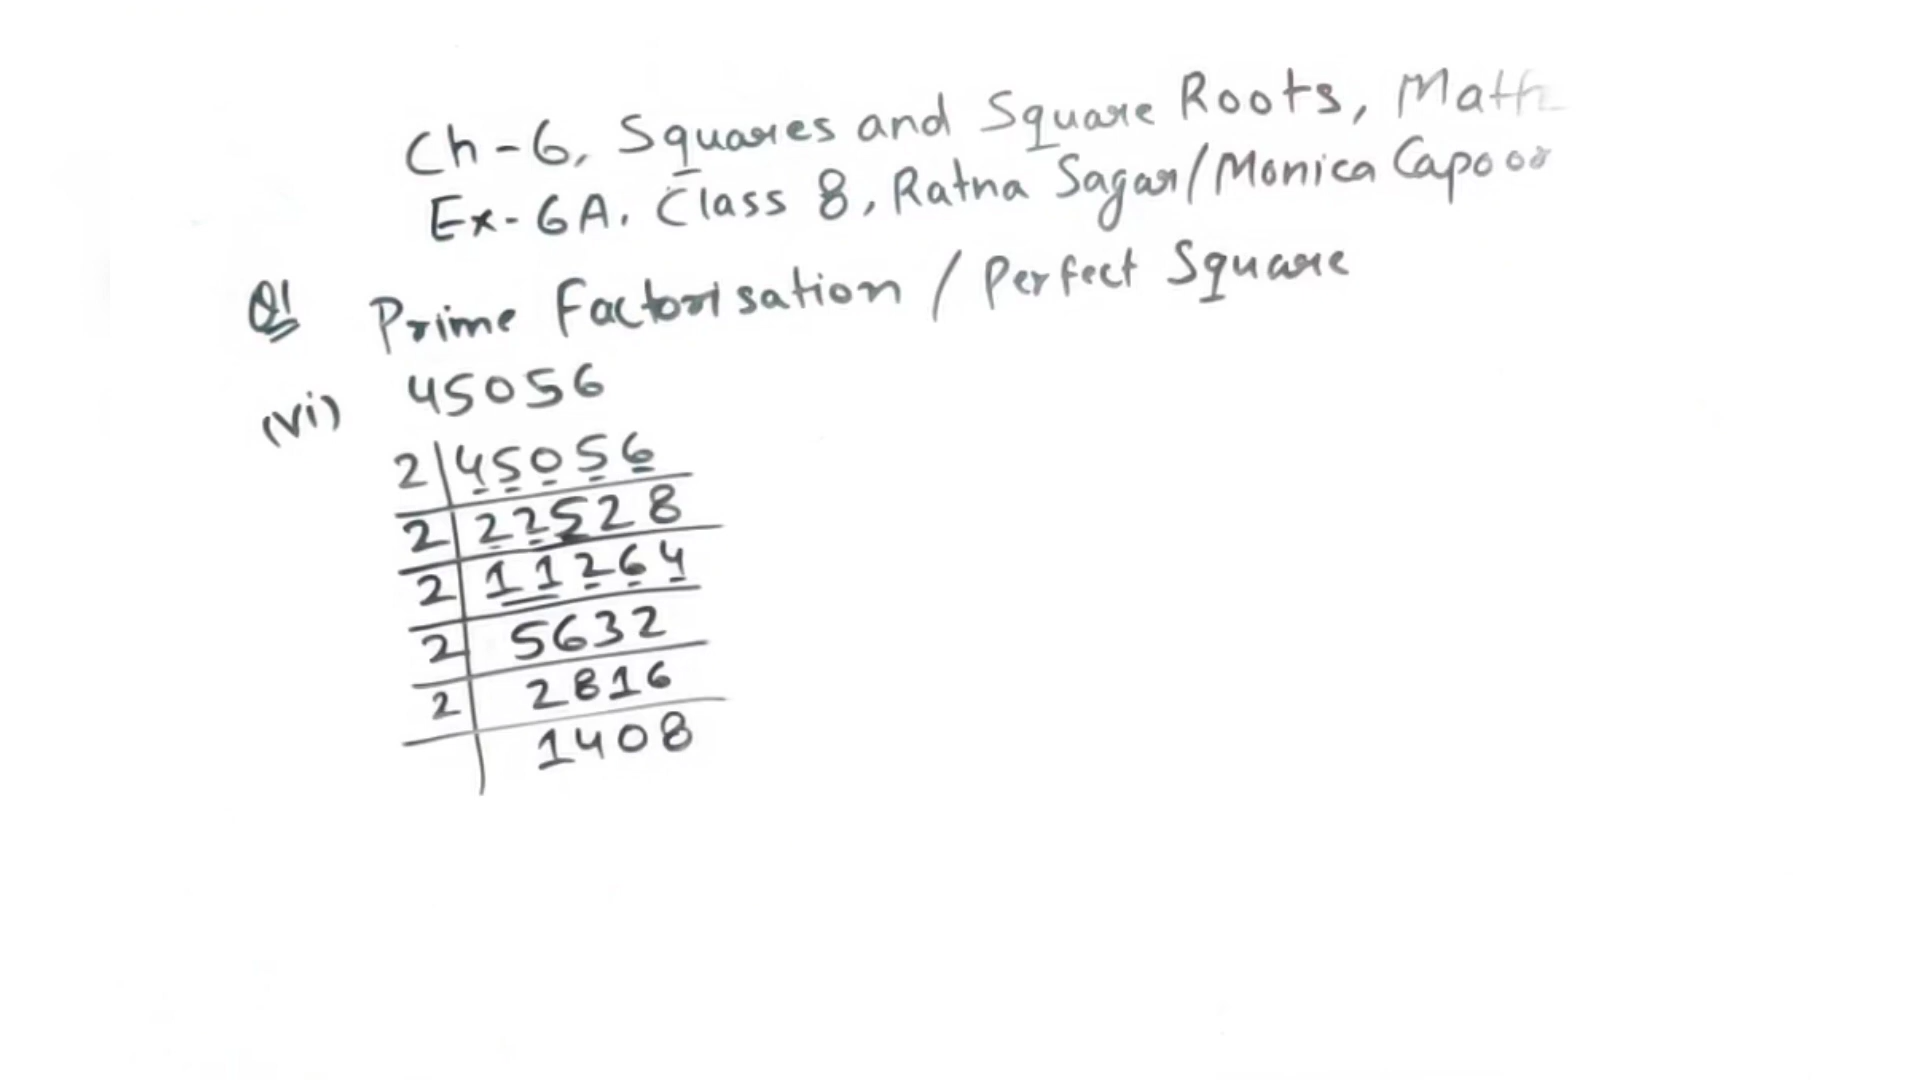 Ch-6, Squares and Square Roots, Math
Ex-6A, Class 8, Ratna Sagar/Monica Capoor
Q1 Prime Factorisation / Perfect Square
(vi) 45056
2 45056
2 22528
2 11264
2 5632
2 2816
1408